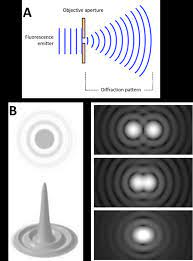 A
Objective aperture
Fluorescence
emitter
Diffraction pattern
B